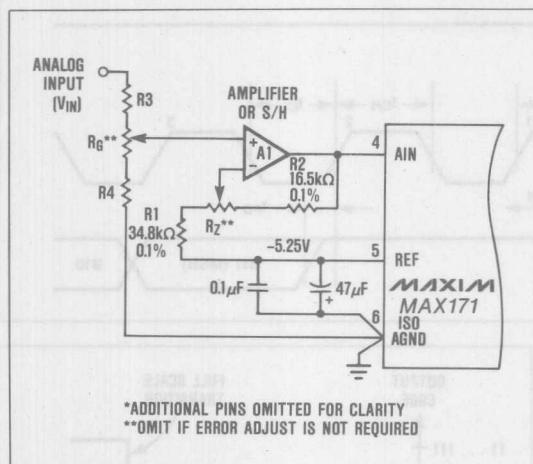 ANALOG
INPUT
(VIN)
R3
RG**
R4
AMPLIFIER
OR S/H
+
A1
−
R2
16.5kΩ
0.1%
R1
34.8kΩ
0.1%
RZ**
−5.25V
0.1μF
47μF
+
4
AIN
5
REF
MAXIM
MAX171
6
ISO
AGND
*ADDITIONAL PINS OMITTED FOR CLARITY
**OMIT IF ERROR ADJUST IS NOT REQUIRED